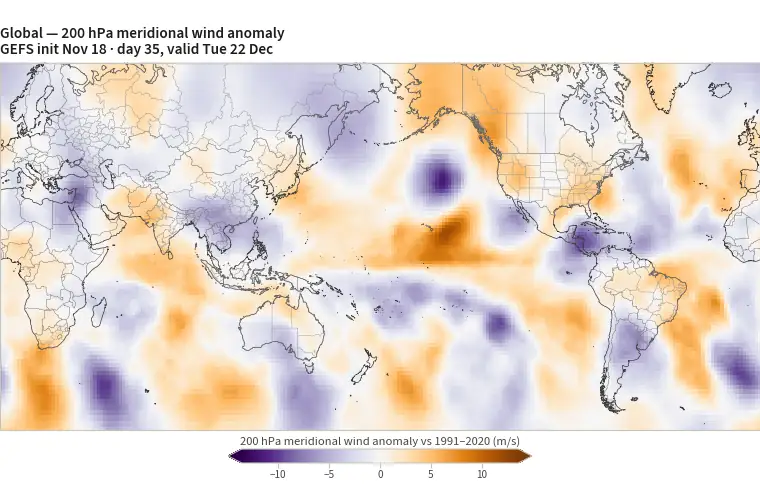 Global — 200 hPa meridional wind anomaly
GEFS init Nov 18 · day 35, valid Tue 22 Dec
200 hPa meridional wind anomaly vs 1991–2020 (m/s)
−10 −5 0 5 10